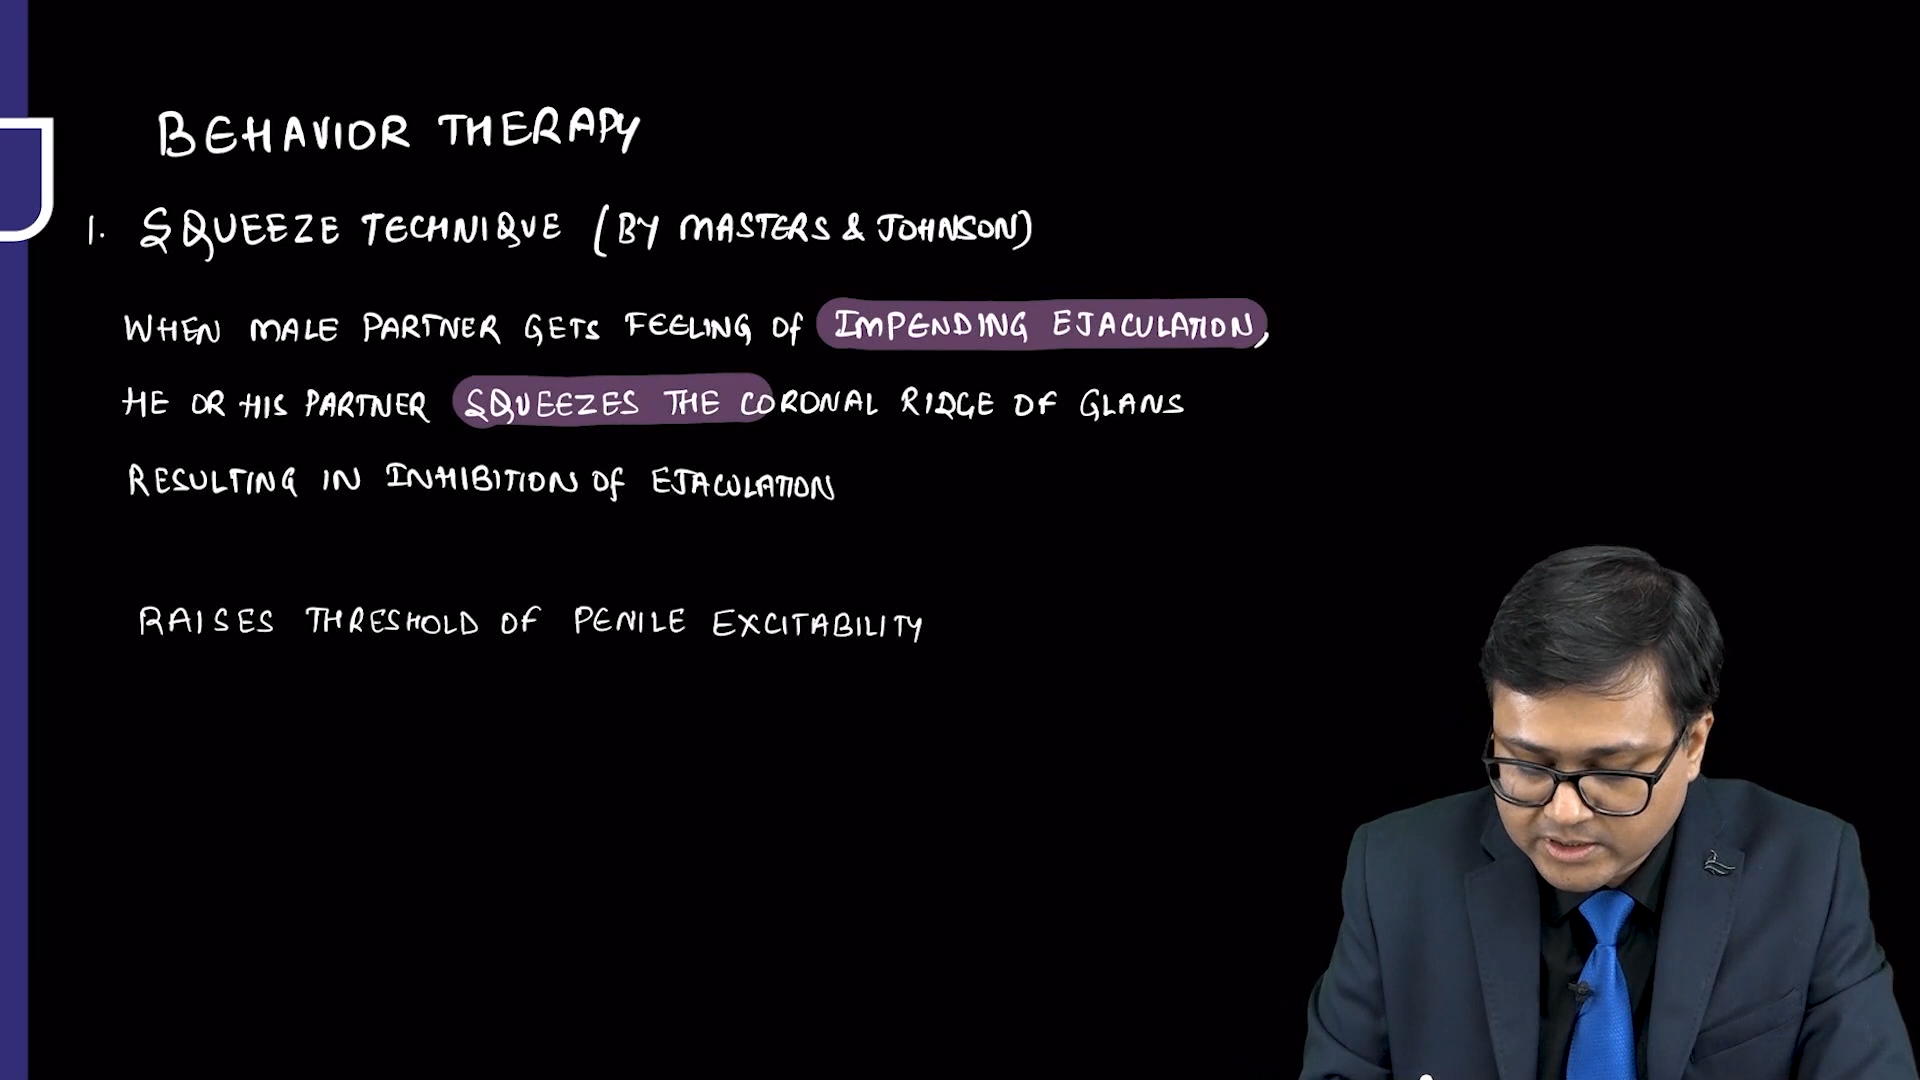 BEHAVIOR THERAPY
1. SQUEEZE TECHNIQUE (BY MASTERS & JOHNSON)
WHEN MALE PARTNER GETS FEELING OF IMPENDING EJACULATION,
HE OR HIS PARTNER SQUEEZES THE CORONAL RIDGE OF GLANS
RESULTING IN INHIBITION OF EJACULATION
RAISES THRESHOLD OF PENILE EXCITABILITY